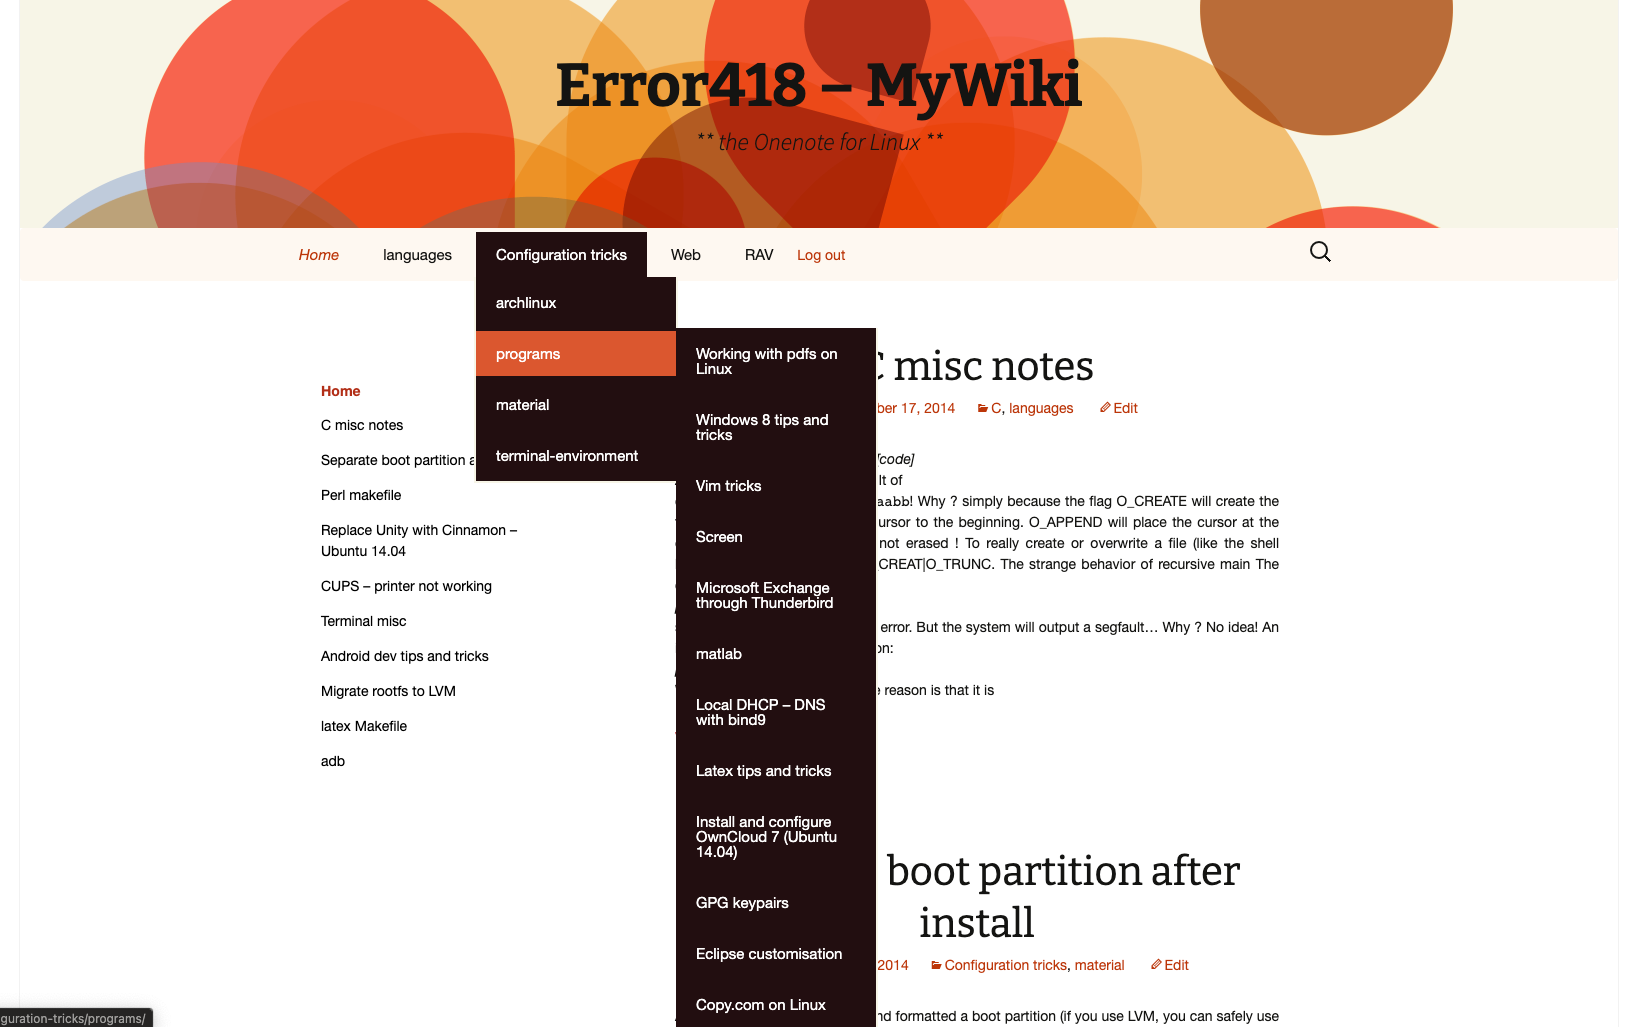 Error418 – MyWiki
** the Onenote for Linux **
Home
languages
Configuration tricks
Web
RAV
Log out
archlinux
programs
material
terminal-environment
Working with pdfs on
Linux
Windows 8 tips and
tricks
Vim tricks
Screen
Microsoft Exchange
through Thunderbird
matlab
Local DHCP – DNS
with bind9
Latex tips and tricks
Install and configure
OwnCloud 7 (Ubuntu
14.04)
GPG keypairs
Eclipse customisation
Copy.com on Linux
Home
C misc notes
Separate boot partition
Perl makefile
Replace Unity with Cinnamon –
Ubuntu 14.04
CUPS – printer not working
Terminal misc
Android dev tips and tricks
Migrate rootfs to LVM
latex Makefile
adb
C misc notes
ber 17, 2014 C, languages Edit
[code]
lt of
aabb! Why ? simply because the flag O_CREATE will create the
ursor to the beginning. O_APPEND will place the cursor at the
not erased ! To really create or overwrite a file (like the shell
CREAT|O_TRUNC. The strange behavior of recursive main The
error. But the system will output a segfault… Why ? No idea! An
on:
reason is that it is
boot partition after
install
2014 Configuration tricks, material Edit
nd formatted a boot partition (if you use LVM, you can safely use
guration-tricks/programs/